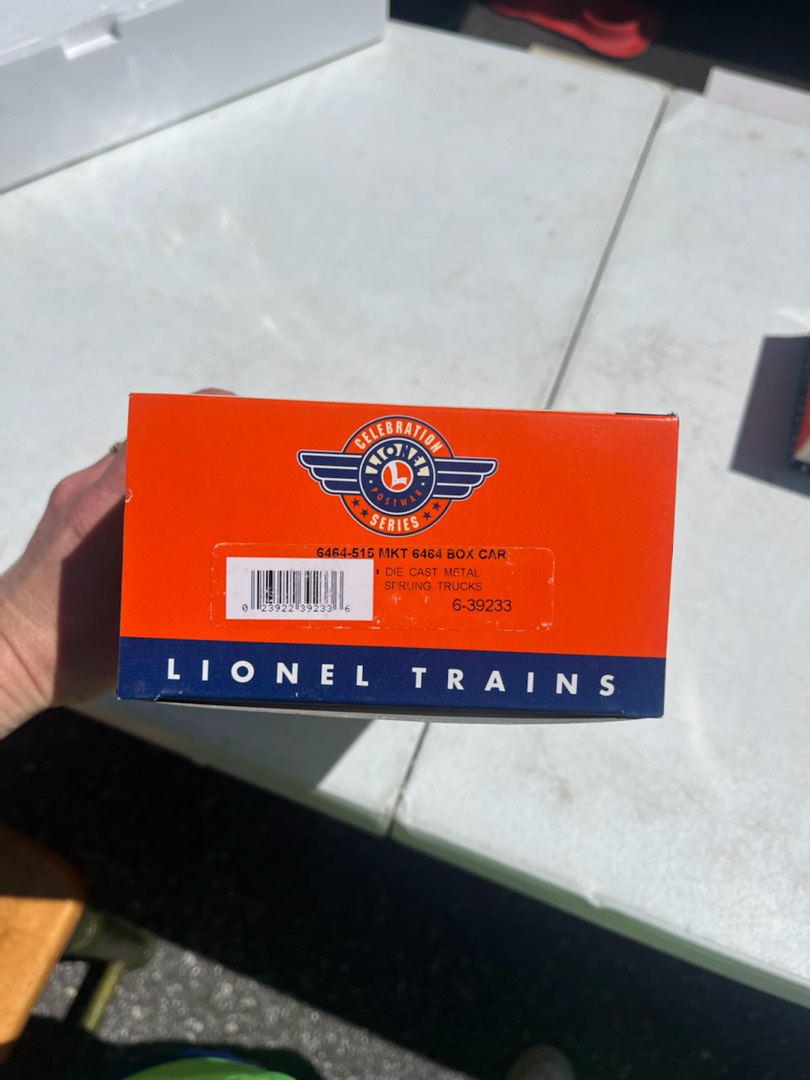 CELEBRATION
LIONEL
L
POSTWAR
SERIES
6464-515 MKT 6464 BOX CAR
• DIE CAST METAL
SPRUNG TRUCKS
0 23922 39233 6
6-39233
LIONEL TRAINS